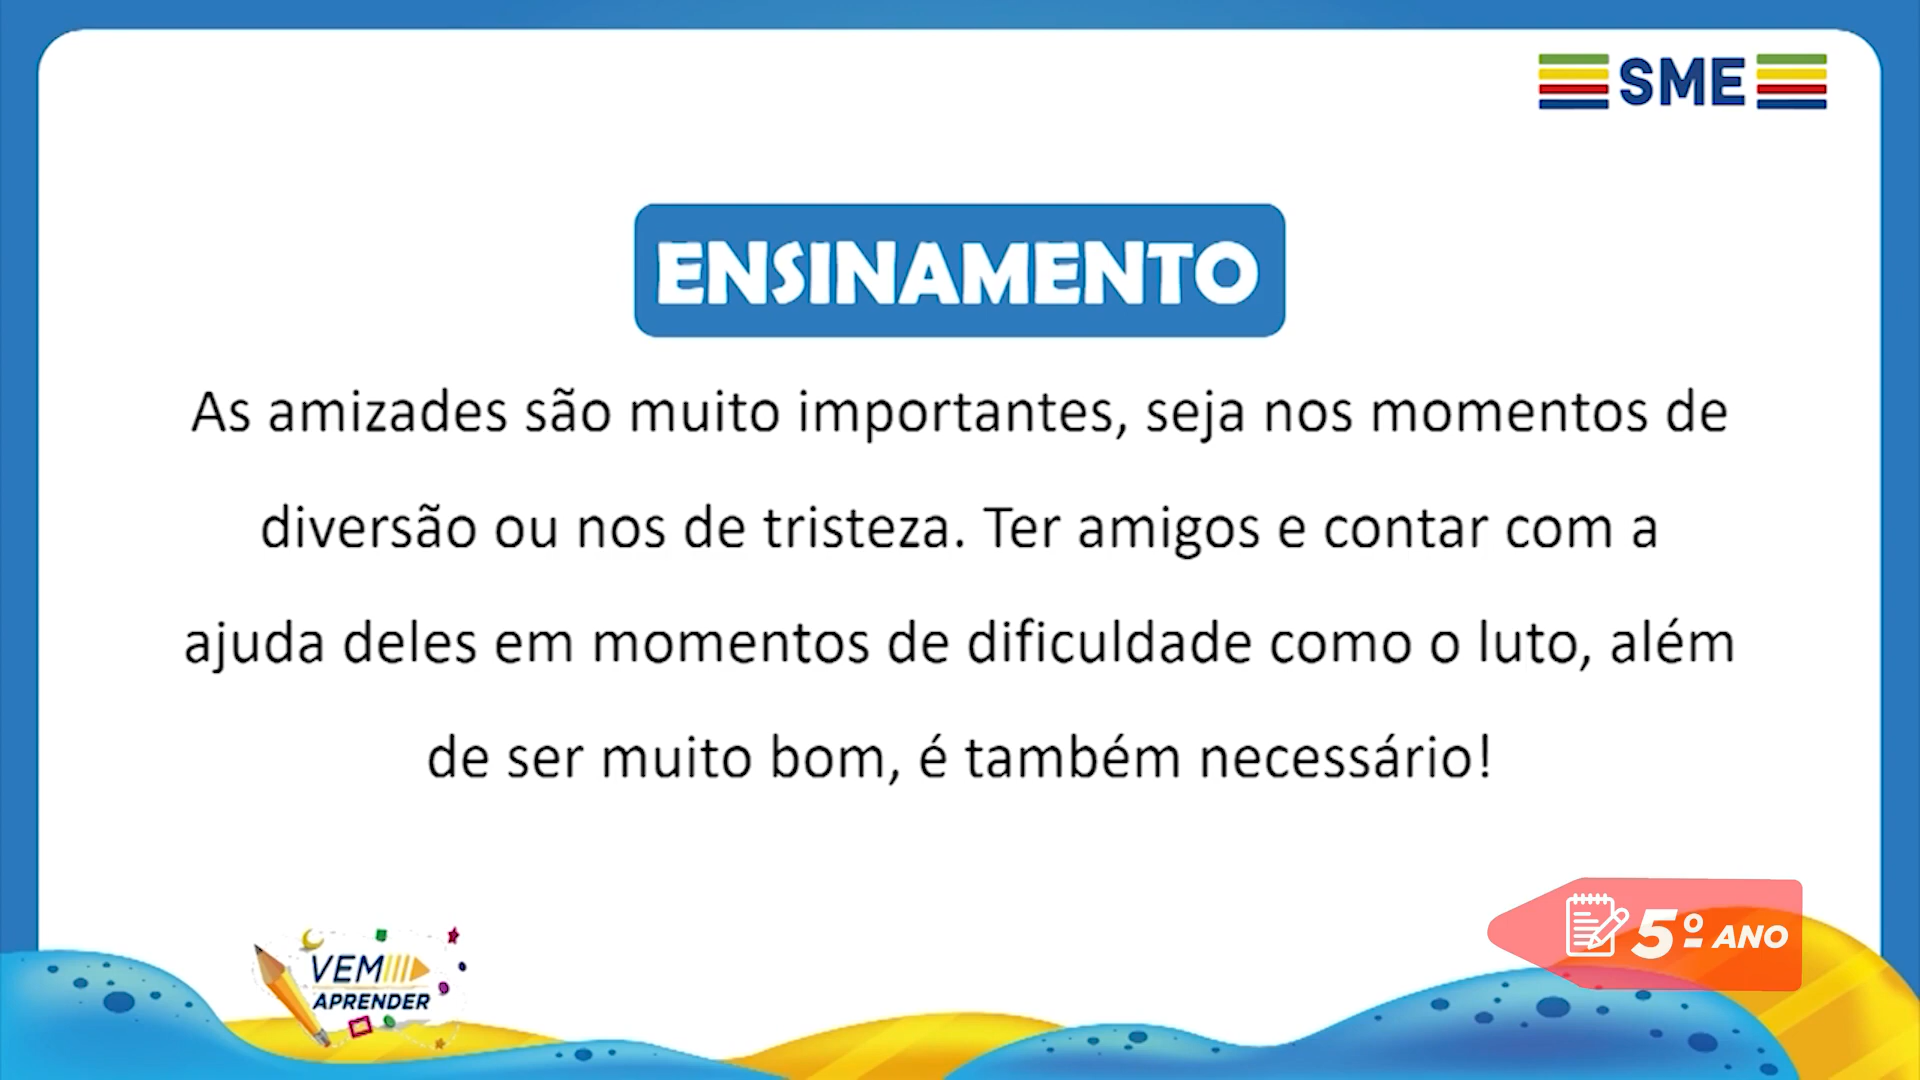 SME
ENSINAMENTO
As amizades são muito importantes, seja nos momentos de
diversão ou nos de tristeza. Ter amigos e contar com a
ajuda deles em momentos de dificuldade como o luto, além
de ser muito bom, é também necessário!
VEM
APRENDER
5º ANO